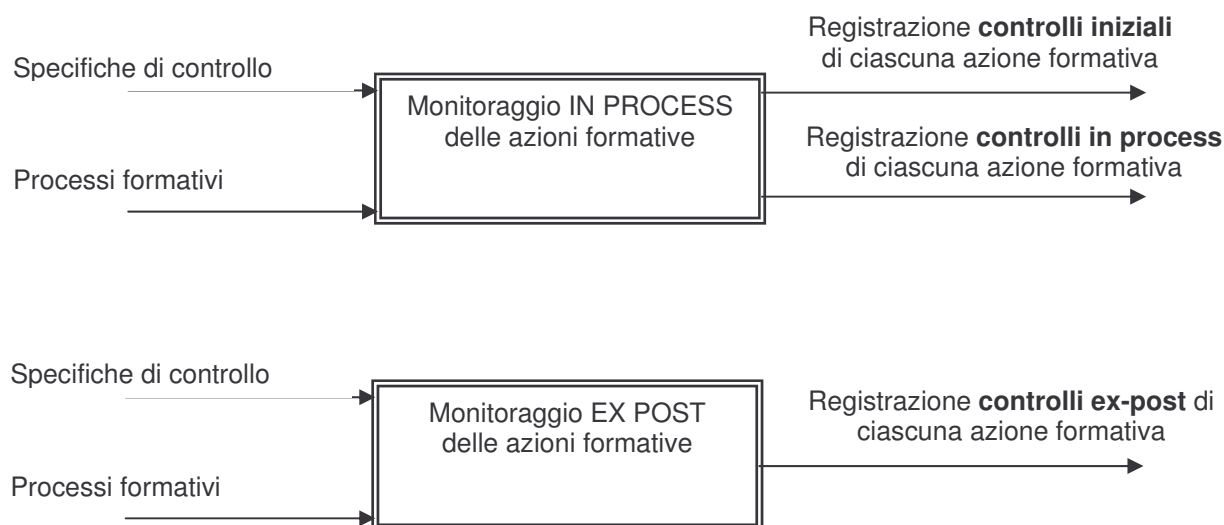 Registrazione controlli iniziali
di ciascuna azione formativa
Specifiche di controllo
Monitoraggio IN PROCESS
delle azioni formative
Registrazione controlli in process
di ciascuna azione formativa
Processi formativi
Specifiche di controllo
Monitoraggio EX POST
delle azioni formative
Registrazione controlli ex-post di
ciascuna azione formativa
Processi formativi